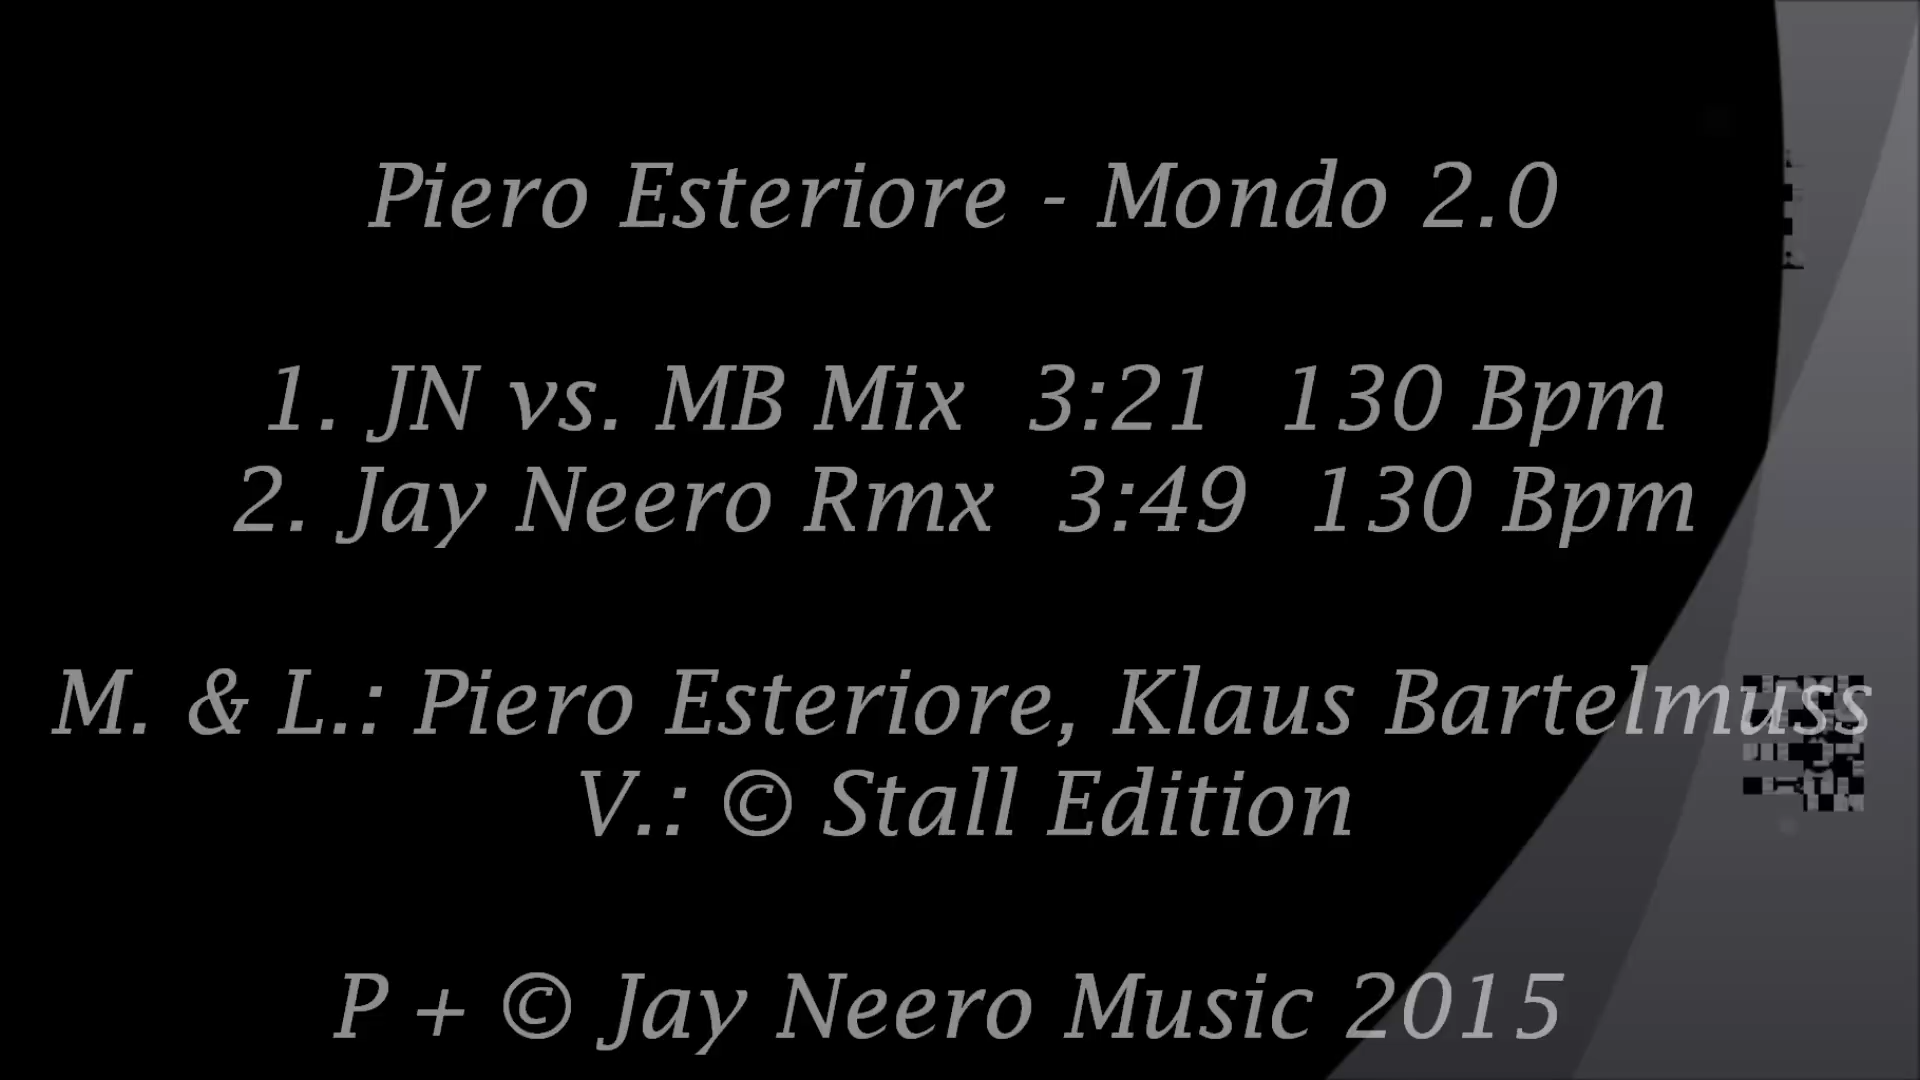 Piero Esteriore - Mondo 2.0
1. JN vs. MB Mix 3:21 130 Bpm
2. Jay Neero Rmx 3:49 130 Bpm
M. & L.: Piero Esteriore, Klaus Bartelmuss
V.: © Stall Edition
P + © Jay Neero Music 2015